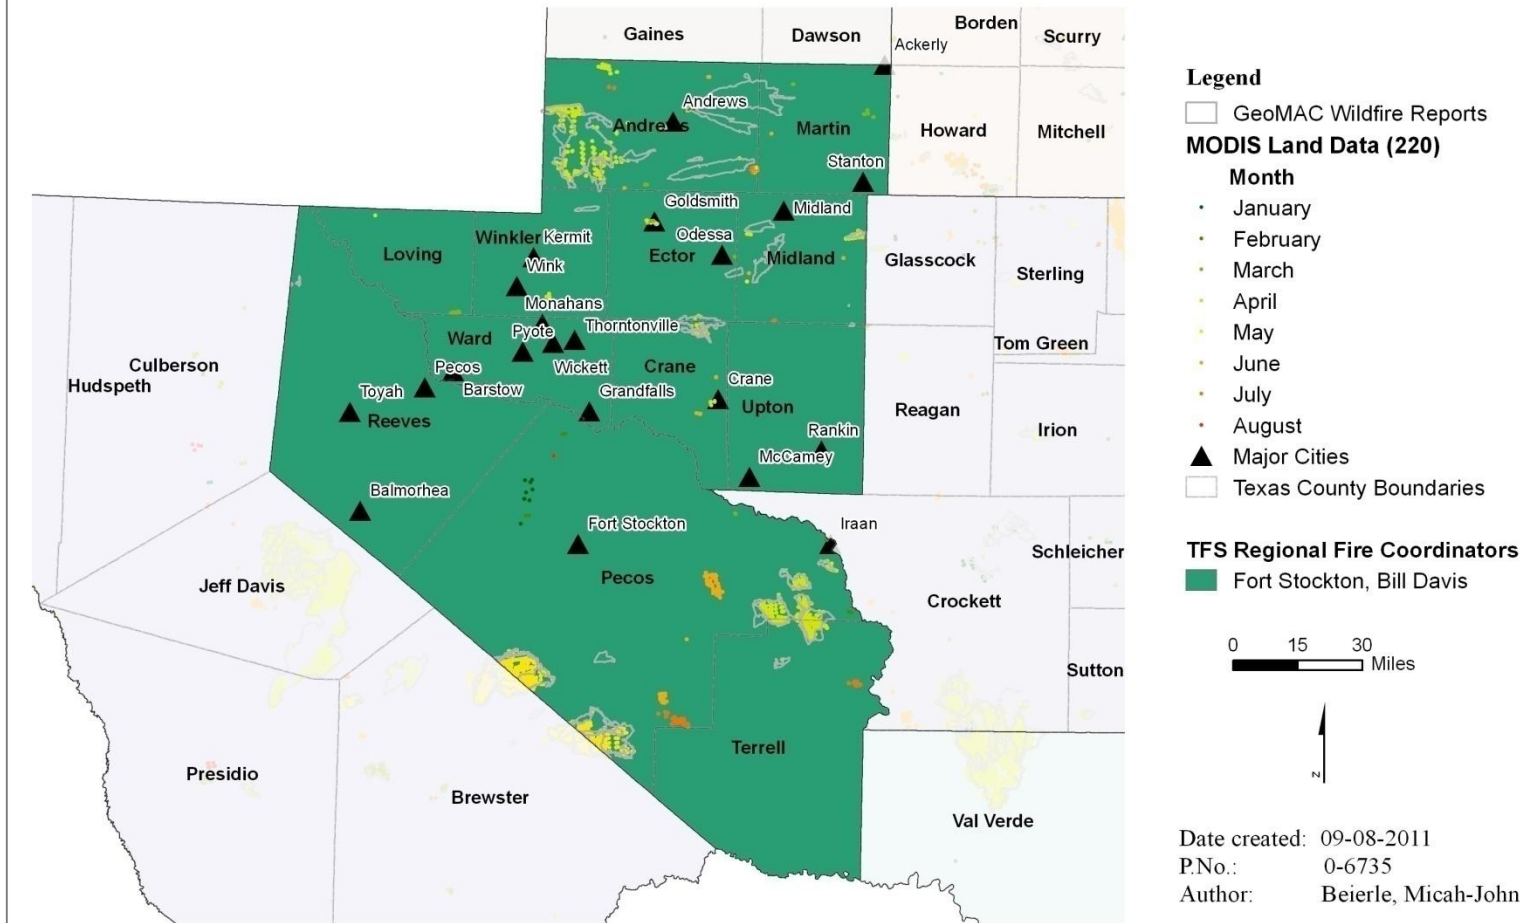 Gaines
Dawson
Borden
Scurry
Ackerly
Andrews
Andrews
Martin
Howard
Mitchell
Stanton
Goldsmith
Midland
Winkler
Kermit
Odessa
Loving
Ector
Midland
Glasscock
Sterling
Wink
Monahans
Thorntonville
Ward
Pyote
Tom Green
Culberson
Hudspeth
Pecos
Wickett
Crane
Crane
Toyah
Barstow
Grandfalls
Upton
Reagan
Reeves
Irion
Rankin
McCamey
Balmorhea
Fort Stockton
Iraan
Schleicher
Pecos
Jeff Davis
Crockett
Sutton
Terrell
Presidio
Brewster
Val Verde
Legend
GeoMAC Wildfire Reports
MODIS Land Data (220)
Month
January
February
March
April
May
June
July
August
Major Cities
Texas County Boundaries
TFS Regional Fire Coordinators
Fort Stockton, Bill Davis
0 15 30
Miles
N
Date created: 09-08-2011
P.No.: 0-6735
Author: Beierle, Micah-John